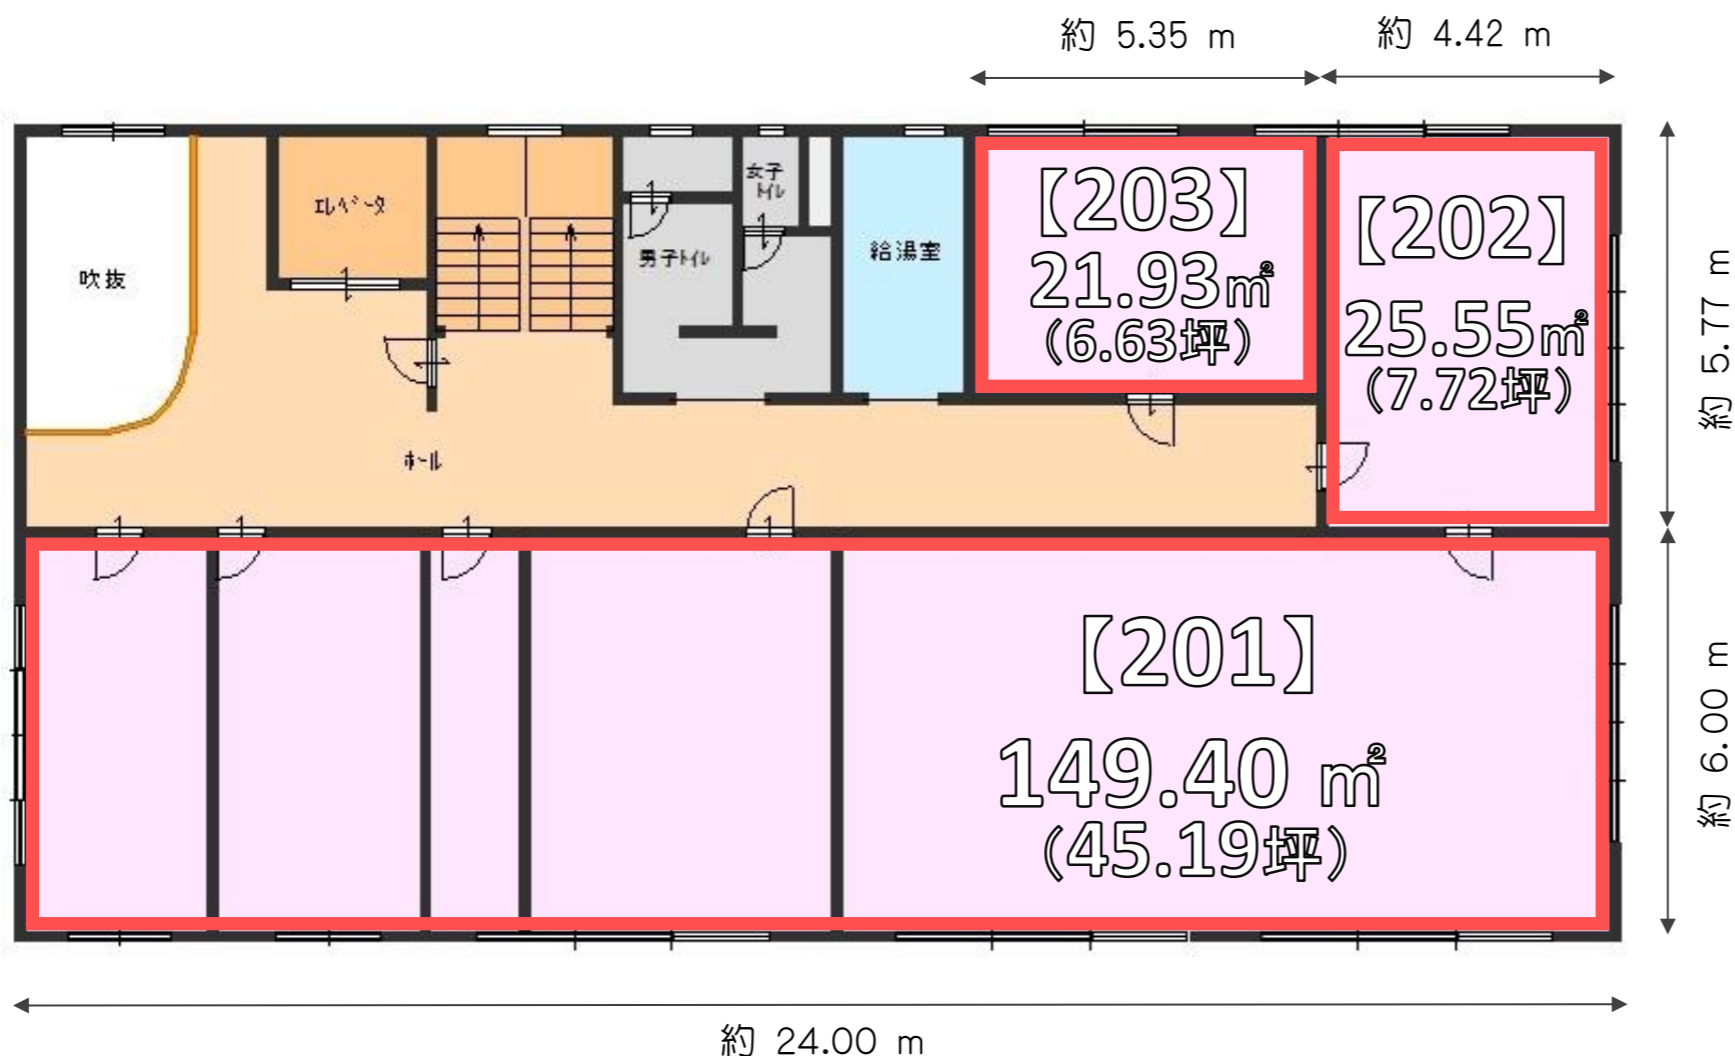 約 5.35 m
約 4.42 m
吹抜
エレベータ
男子トイレ
女子
トイレ
給湯室
【203】
21.93㎡
(6.63坪)
【202】
25.55㎡
(7.72坪)
約 5.77 m
ホール
【201】
149.40 ㎡
(45.19坪)
約 6.00 m
約 24.00 m